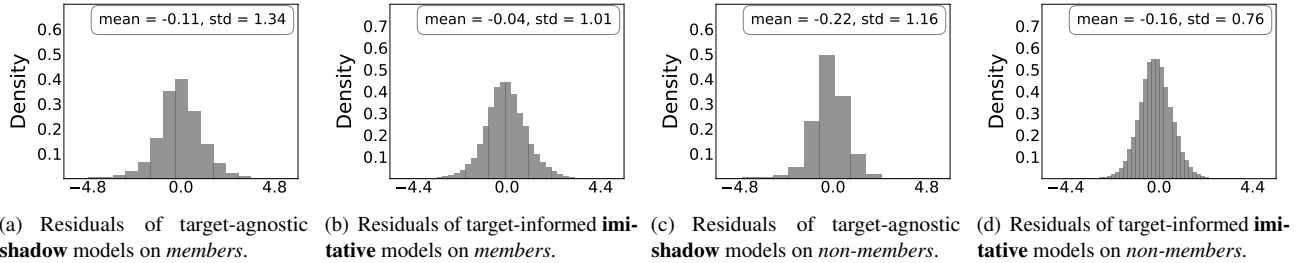 mean = -0.11, std = 1.34
Density
0.6
0.5
0.4
0.3
0.2
0.1
−4.8 0.0 4.8
(a) Residuals of target-agnostic
shadow models on members.
mean = -0.04, std = 1.01
Density
0.7
0.6
0.5
0.4
0.3
0.2
0.1
−4.4 0.0 4.4
(b) Residuals of target-informed imi-
tative models on members.
mean = -0.22, std = 1.16
Density
0.6
0.5
0.4
0.3
0.2
0.1
−4.8 0.0 4.8
(c) Residuals of target-agnostic
shadow models on non-members.
mean = -0.16, std = 0.76
Density
0.7
0.6
0.5
0.4
0.3
0.2
0.1
−4.4 0.0 4.4
(d) Residuals of target-informed imi-
tative models on non-members.